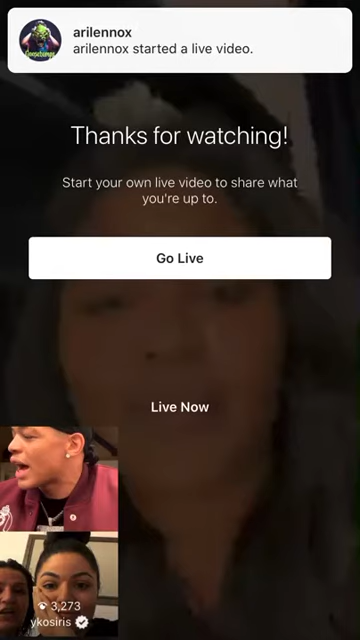 arilennox
arilennox started a live video.
Thanks for watching!
Start your own live video to share what
you're up to.
Go Live
Live Now
3,273
ykosiris